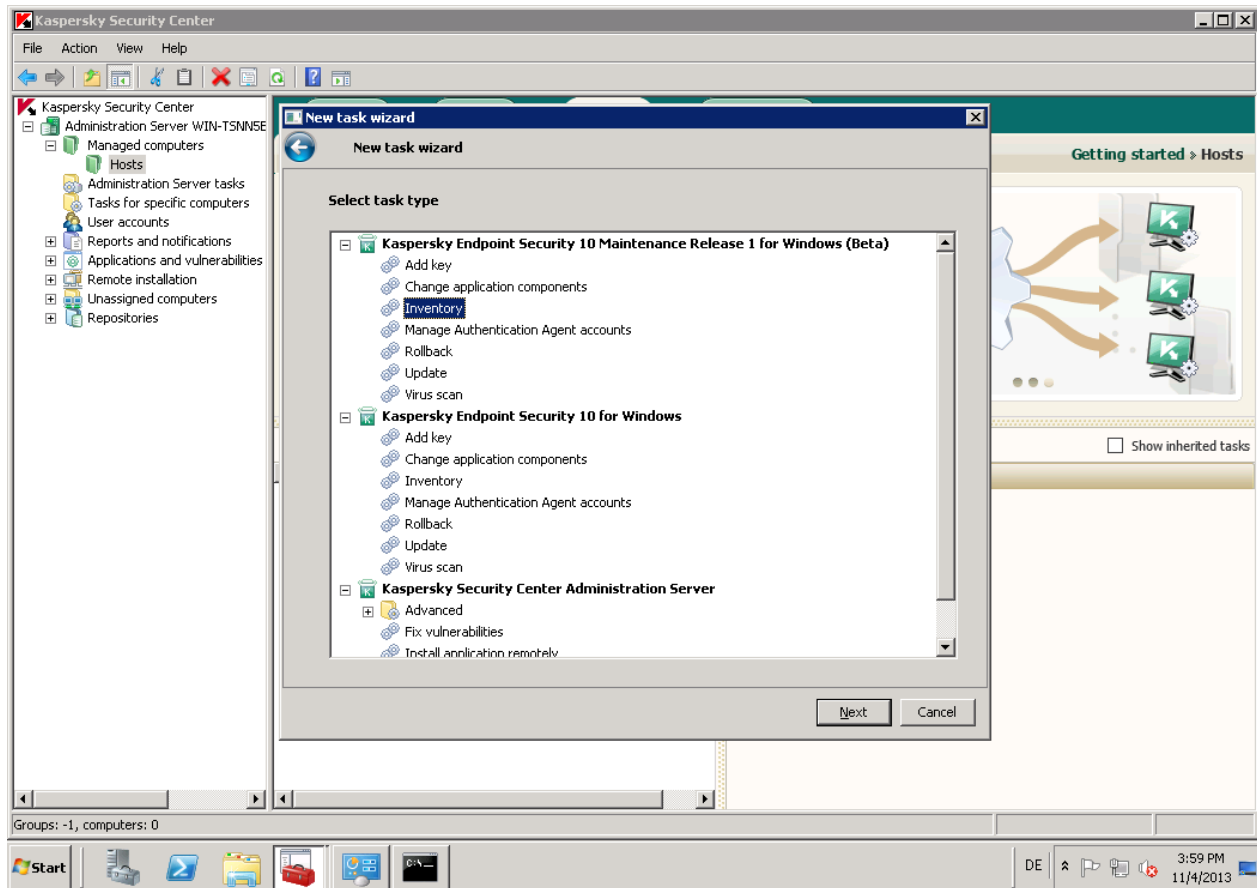 Kaspersky Security Center
File Action View Help
Kaspersky Security Center
Administration Server WIN-TSNN5E
Managed computers
Hosts
Administration Server tasks
Tasks for specific computers
User accounts
Reports and notifications
Applications and vulnerabilities
Remote installation
Unassigned computers
Repositories
New task wizard
New task wizard
Select task type
Kaspersky Endpoint Security 10 Maintenance Release 1 for Windows (Beta)
Add key
Change application components
Inventory
Manage Authentication Agent accounts
Rollback
Update
Virus scan
Kaspersky Endpoint Security 10 for Windows
Add key
Change application components
Inventory
Manage Authentication Agent accounts
Rollback
Update
Virus scan
Kaspersky Security Center Administration Server
Advanced
Fix vulnerabilities
Install application remotely
Next Cancel
Getting started » Hosts
Show inherited tasks
Groups: -1, computers: 0
Start
C:\
DE
3:59 PM
11/4/2013